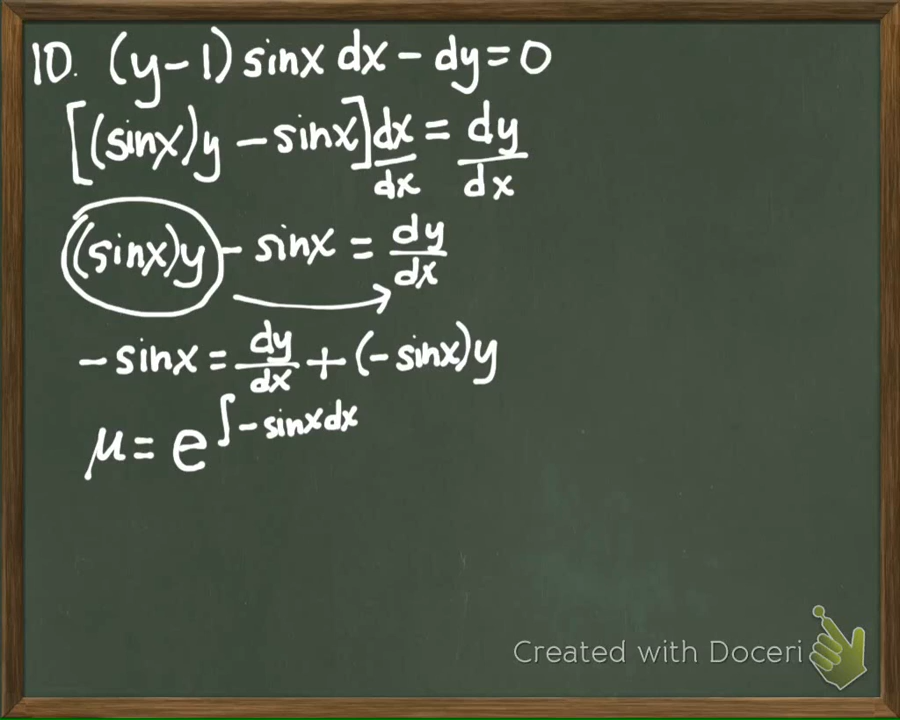 10. (y-1) sinx dx - dy = 0
[(sinx)y - sinx] dx/dx = dy/dx
(sinx)y - sinx = dy/dx
- sinx = dy/dx + (- sinx)y
μ = e^∫ - sinx dx
Created with Doceri